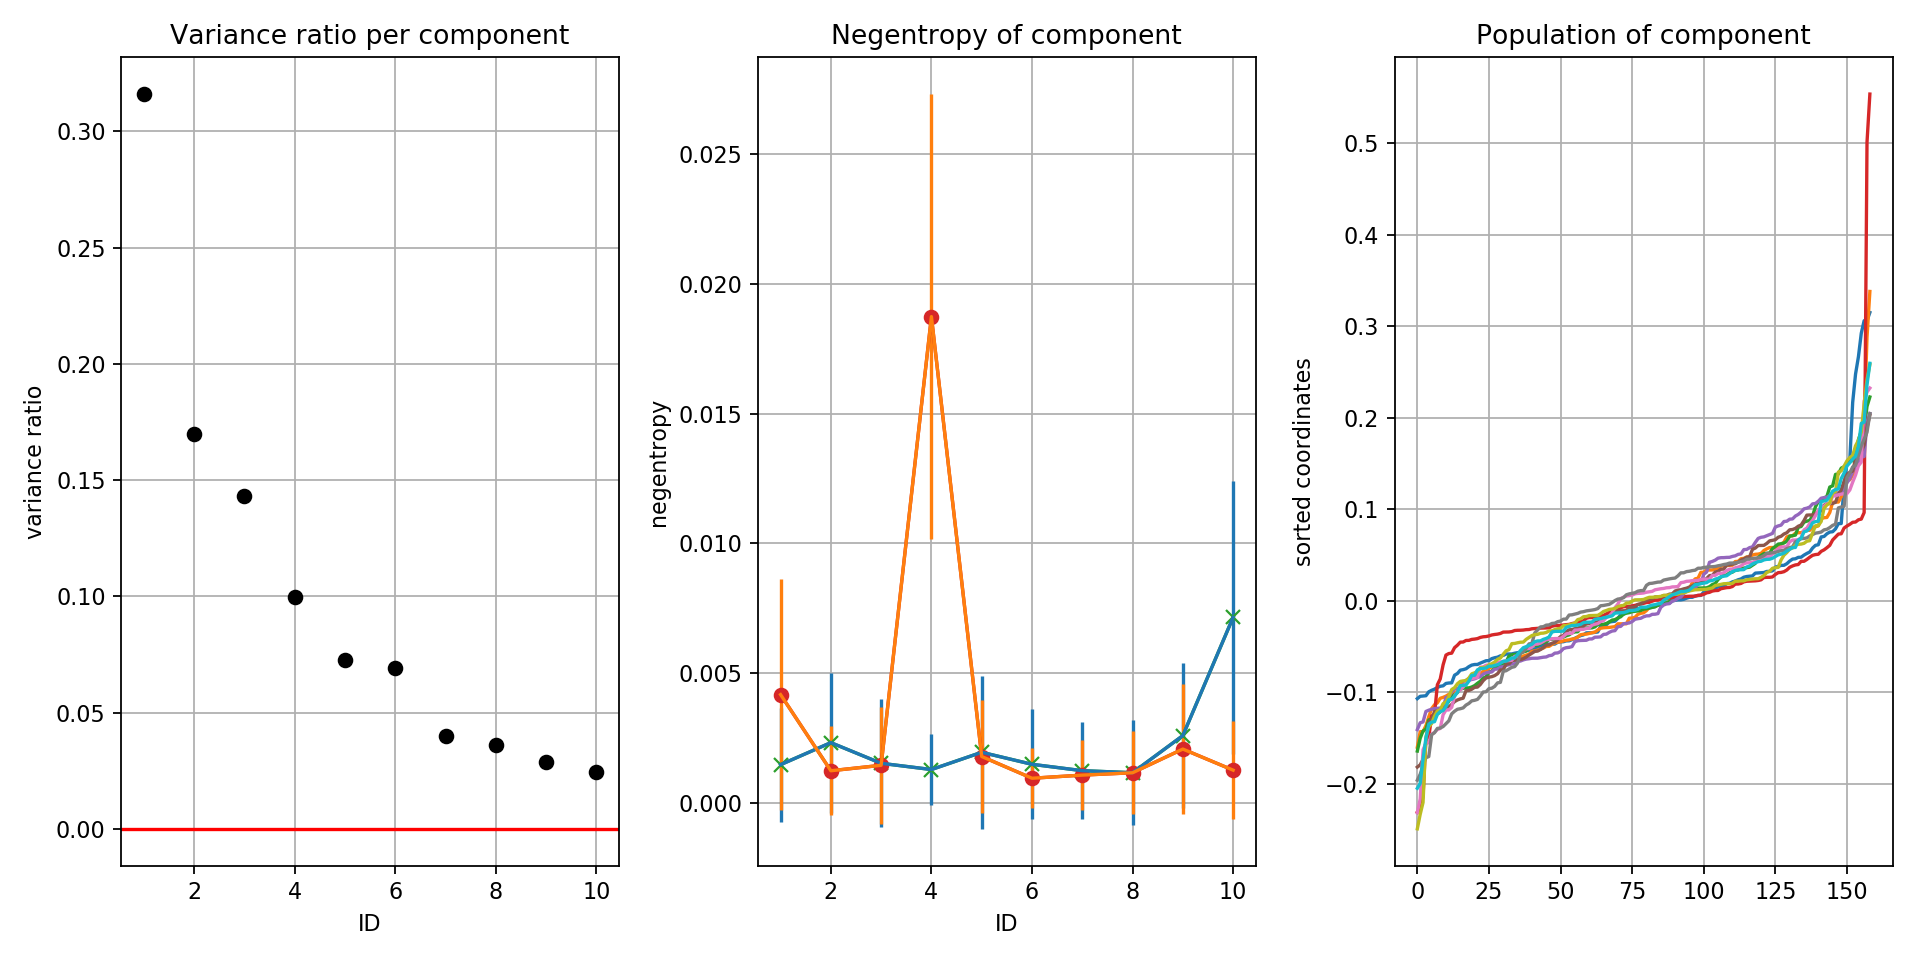 Variance ratio per component
variance ratio
0.30
0.25
0.20
0.15
0.10
0.05
0.00
2 4 6 8 10
ID
Negentropy of component
negentropy
0.025
0.020
0.015
0.010
0.005
0.000
2 4 6 8 10
ID
Population of component
sorted coordinates
0.5
0.4
0.3
0.2
0.1
0.0
−0.1
−0.2
0 25 50 75 100 125 150